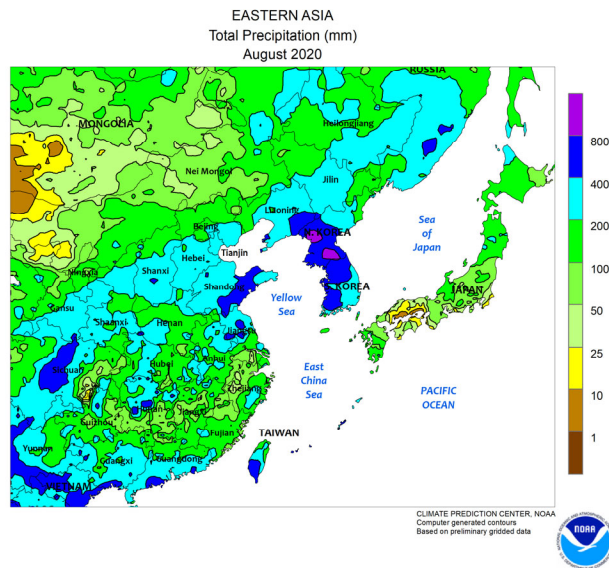 EASTERN ASIA
Total Precipitation (mm)
August 2020
RUSSIA
MONGOLIA
Heilongjiang
800
Nei Mongol
Jilin
400
Liaoning
Beijing
N. KOREA
Sea
of
Japan
200
Hebei
Tianjin
Ningxia
Shanxi
Shandong
Yellow
Sea
S. KOREA
JAPAN
100
Gansu
Shaanxi
Henan
Jiangsu
50
Sichuan
Hubei
Anhui
East
China
Sea
25
Zhejiang
PACIFIC
OCEAN
Hunan
Jiangxi
10
Guizhou
Fujian
TAIWAN
1
Yunnan
Guangxi
Guangdong
VIETNAM
CLIMATE PREDICTION CENTER, NOAA
Computer generated contours
Based on preliminary gridded data
NOAA